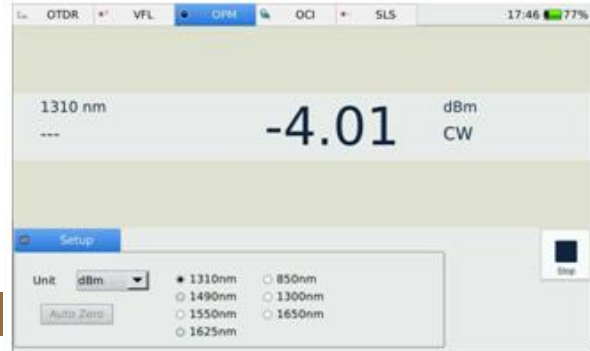 OTDR VFL OPM OCI SLS 17:46 77%
1310 nm -4.01 dBm
--- CW
Setup
Unit dBm 1310nm 850nm
1490nm 1300nm
Auto Zero 1550nm 1650nm
1625nm
Stop